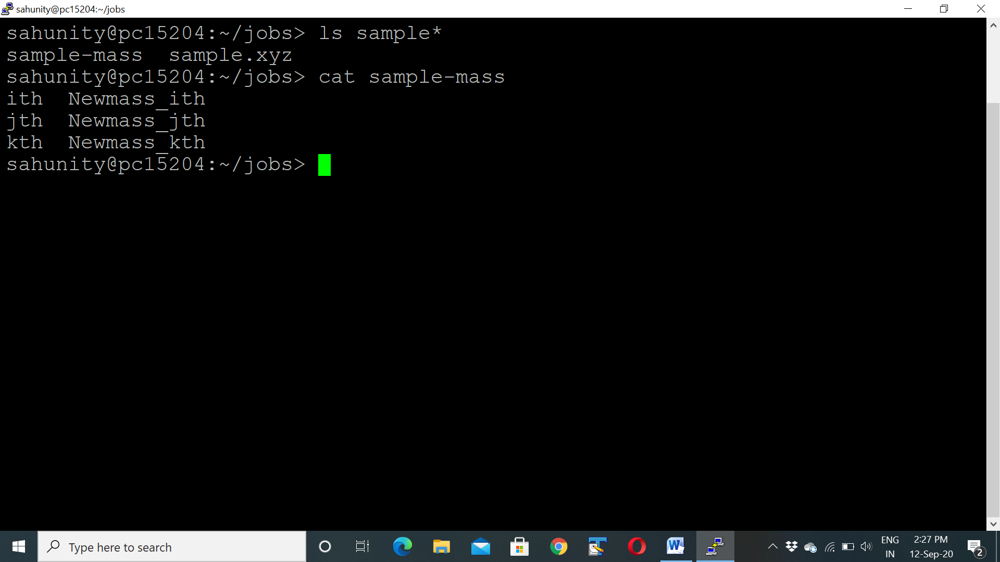 sahunity@pc15204:~/jobs
sahunity@pc15204:~/jobs> ls sample*
sample-mass  sample.xyz
sahunity@pc15204:~/jobs> cat sample-mass
ith  Newmass_ith
jth  Newmass_jth
kth  Newmass_kth
sahunity@pc15204:~/jobs>
Type here to search
W
ENG
IN
2:27 PM
12-Sep-20
2